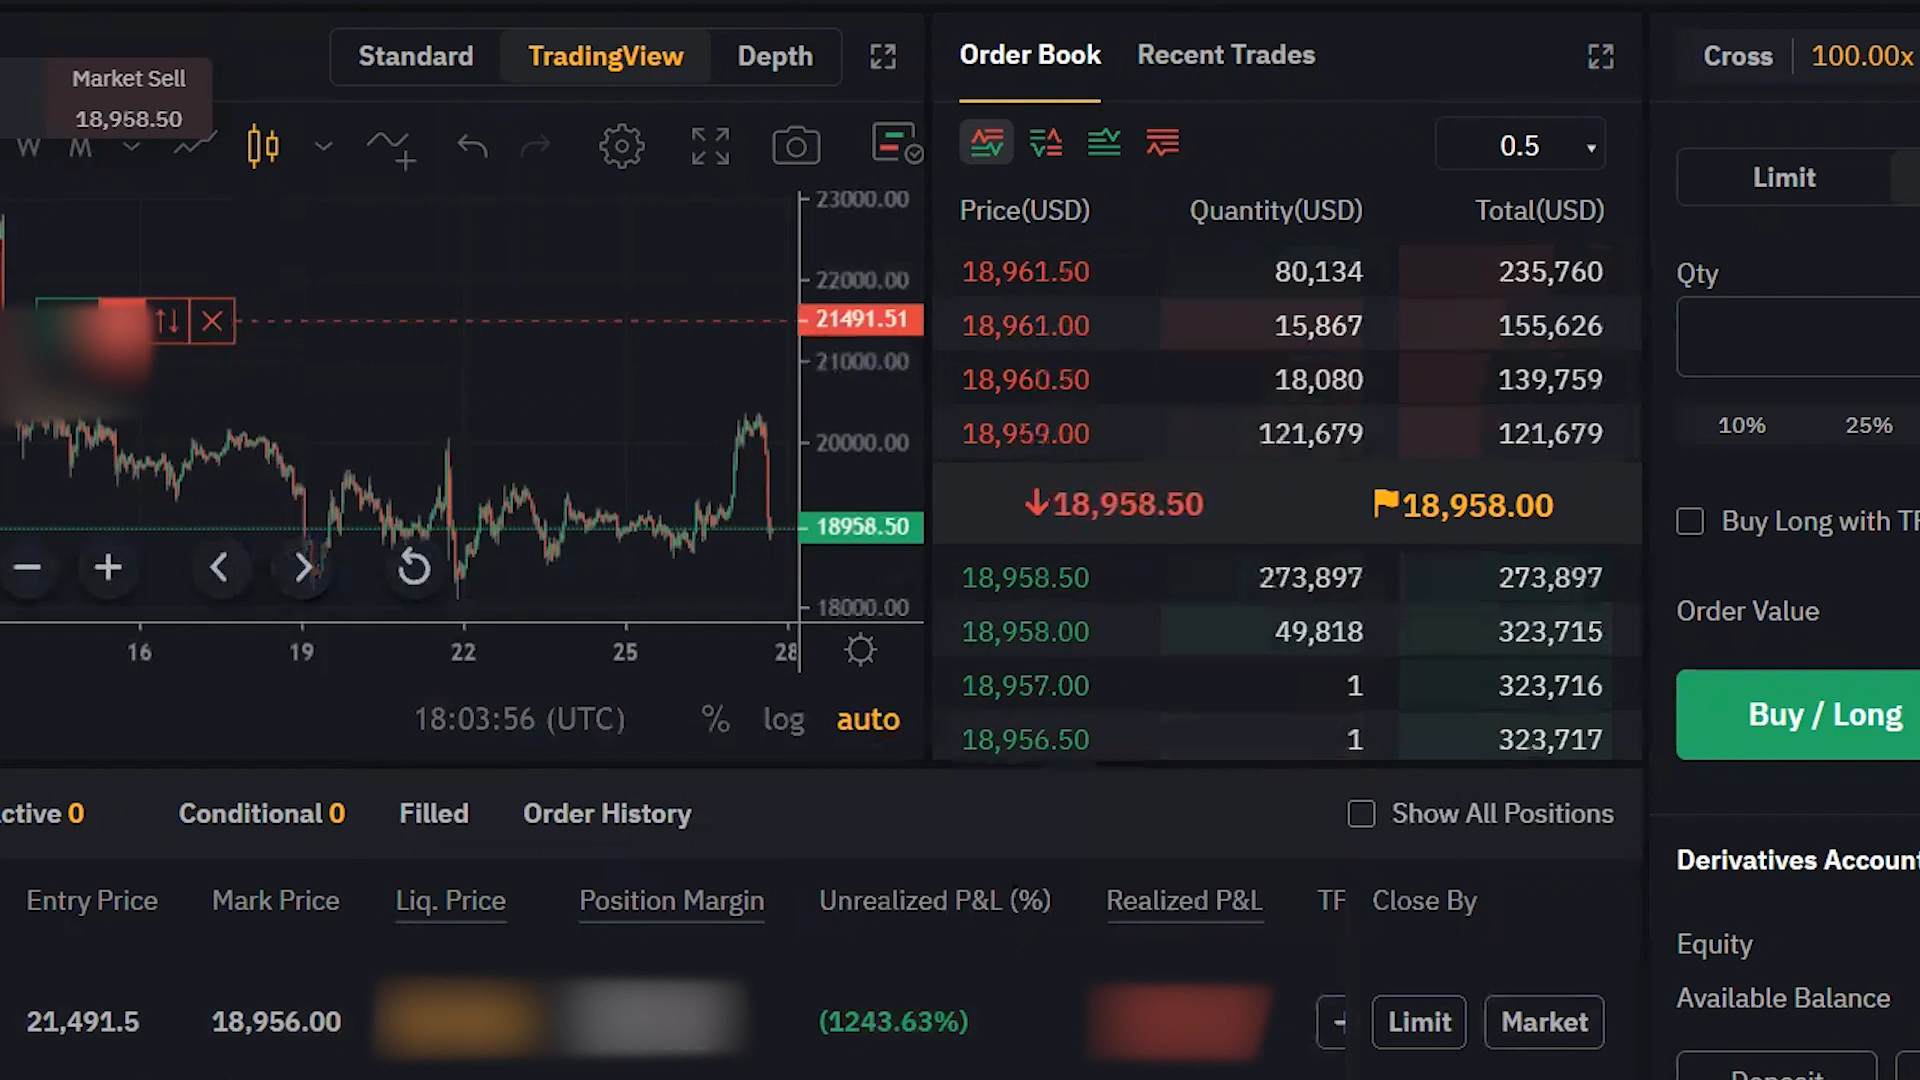 Standard TradingView Depth
Market Sell
18,958.50
W M
23000.00
22000.00
21491.51
21000.00
20000.00
18958.50
18000.00
16 19 22 25 28
18:03:56 (UTC) % log auto
Order Book Recent Trades
0.5
Price(USD) Quantity(USD) Total(USD)
18,961.50 80,134 235,760
18,961.00 15,867 155,626
18,960.50 18,080 139,759
18,959.00 121,679 121,679
18,958.50 18,958.00
18,958.50 273,897 273,897
18,958.00 49,818 323,715
18,957.00 1 323,716
18,956.50 1 323,717
Cross 100.00x
Limit
Qty
10% 25%
Buy Long with TP
Order Value
Buy / Long
ctive 0 Conditional 0 Filled Order History Show All Positions
Entry Price Mark Price Liq. Price Position Margin Unrealized P&L (%) Realized P&L TP Close By
21,491.5 18,956.00 (1243.63%) Limit Market
Derivatives Account
Equity
Available Balance
Deposit